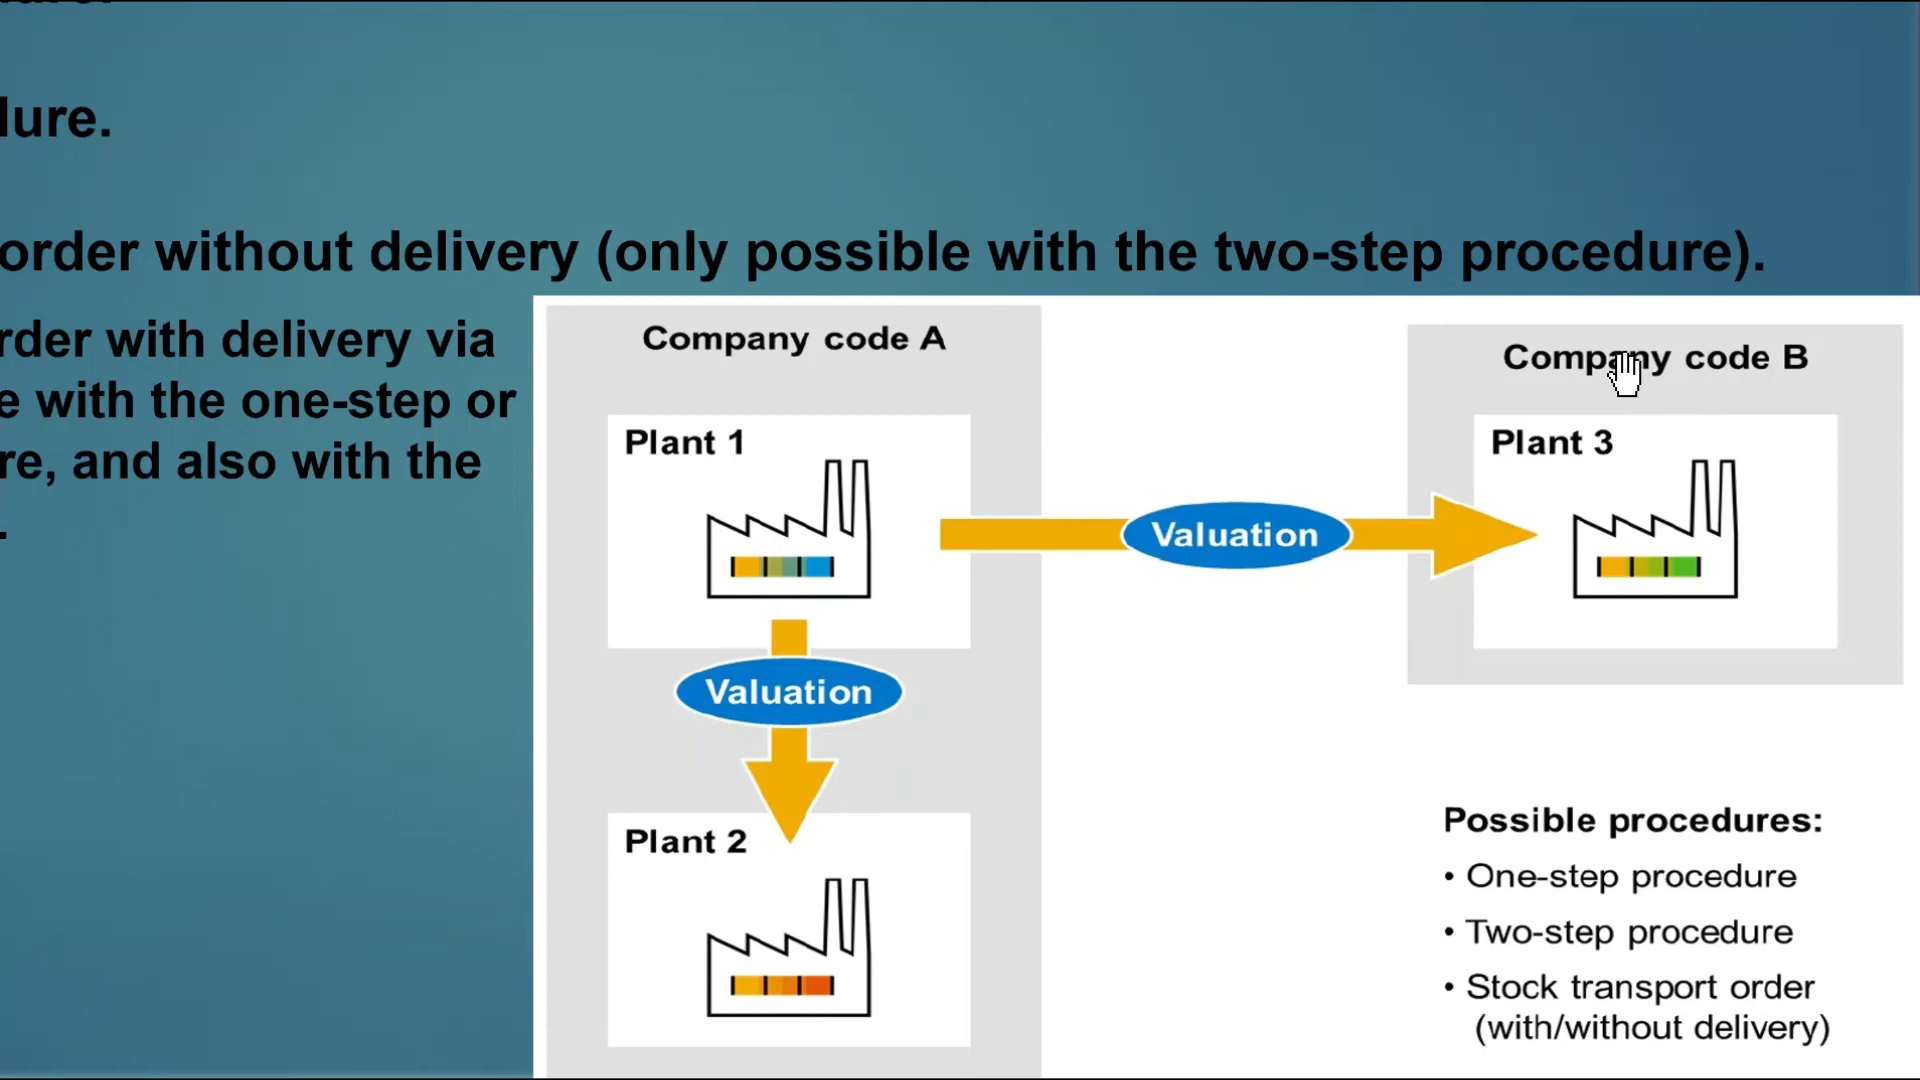 lure.
order without delivery (only possible with the two-step procedure).
rder with delivery via
e with the one-step or
re, and also with the
.
Company code A
Plant 1
Valuation
Plant 2
Valuation
Company code B
Plant 3
Possible procedures:
• One-step procedure
• Two-step procedure
• Stock transport order
(with/without delivery)